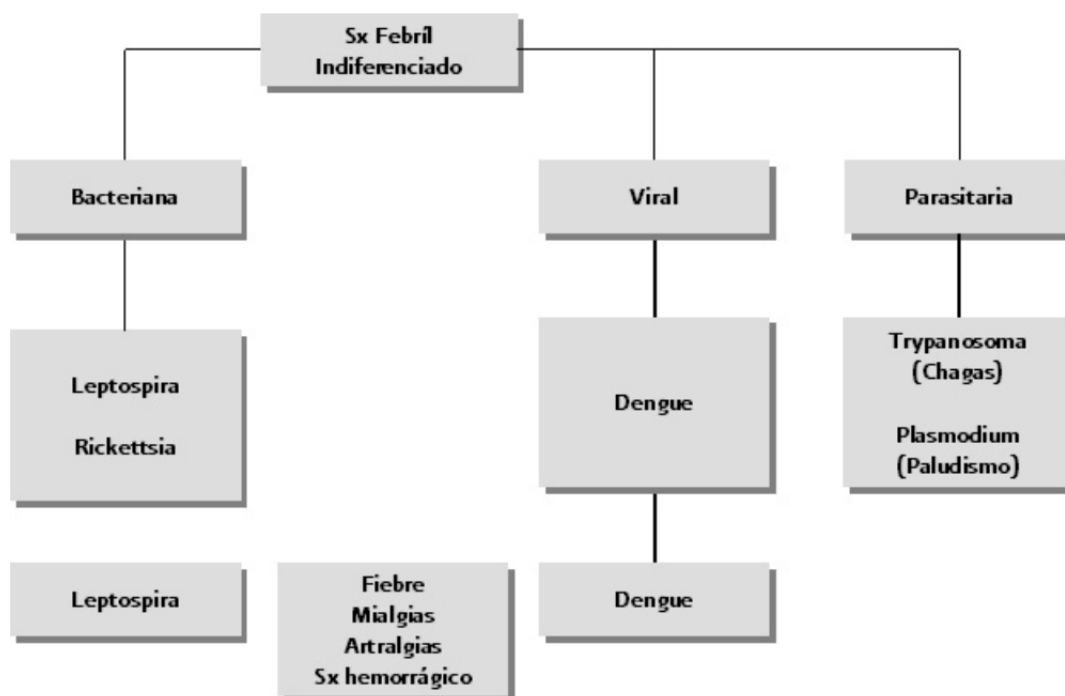 Sx Febríl
Indiferenciado
Bacteriana
Viral
Parasitaria
Leptospira
Rickettsia
Dengue
Trypanosoma
(Chagas)
Plasmodium
(Paludismo)
Leptospira
Fiebre
Mialgias
Artralgias
Sx hemorrágico
Dengue